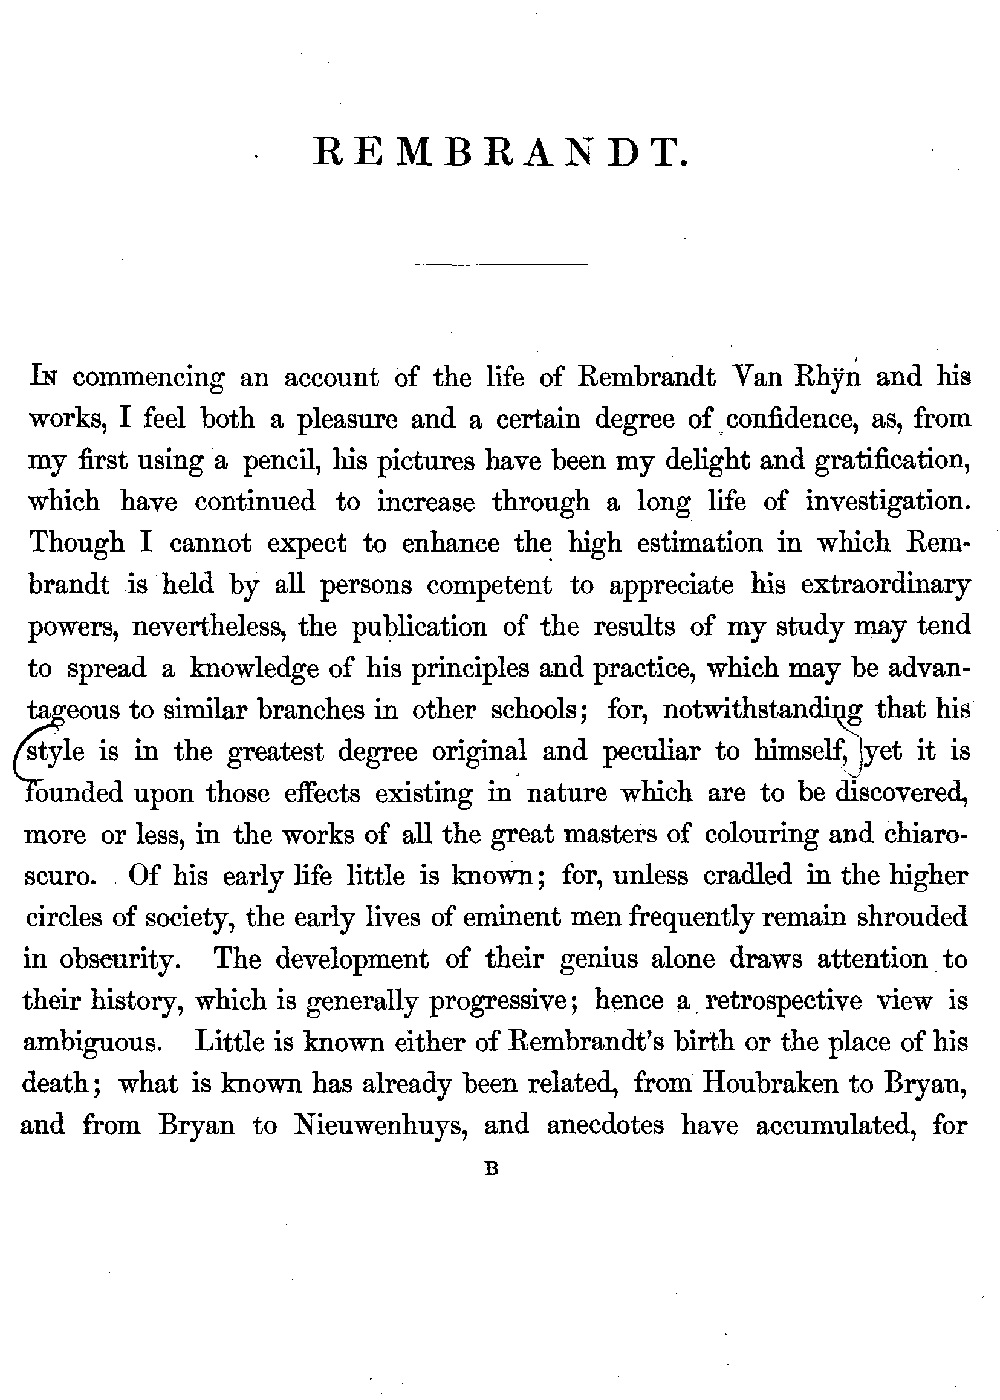 REMBRANDT.
In commencing an account of the life of Rembrandt Van Rhÿn and his
works, I feel both a pleasure and a certain degree of confidence, as, from
my first using a pencil, his pictures have been my delight and gratification,
which have continued to increase through a long life of investigation.
Though I cannot expect to enhance the high estimation in which Rem-
brandt is held by all persons competent to appreciate his extraordinary
powers, nevertheless, the publication of the results of my study may tend
to spread a knowledge of his principles and practice, which may be advan-
tageous to similar branches in other schools; for, notwithstanding that his
style is in the greatest degree original and peculiar to himself, yet it is
founded upon those effects existing in nature which are to be discovered,
more or less, in the works of all the great masters of colouring and chiaro-
scuro. Of his early life little is known; for, unless cradled in the higher
circles of society, the early lives of eminent men frequently remain shrouded
in obscurity. The development of their genius alone draws attention to
their history, which is generally progressive; hence a retrospective view is
ambiguous. Little is known either of Rembrandt's birth or the place of his
death; what is known has already been related, from Houbraken to Bryan,
and from Bryan to Nieuwenhuys, and anecdotes have accumulated, for
B